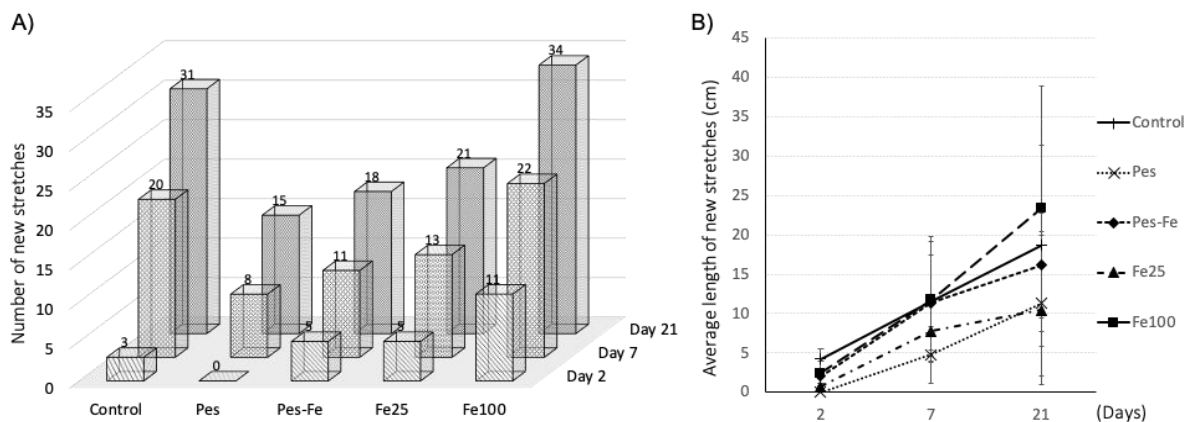 A)
Number of new stretches
35
30
25
20
15
10
5
0
31
20
3
15
8
0
18
11
5
21
13
5
34
22
11
Day 21
Day 7
Day 2
Control Pes Pes-Fe Fe25 Fe100
B)
Average length of new stretches (cm)
45
40
35
30
25
20
15
10
5
0
2 7 21 (Days)
Control
Pes
Pes-Fe
Fe25
Fe100